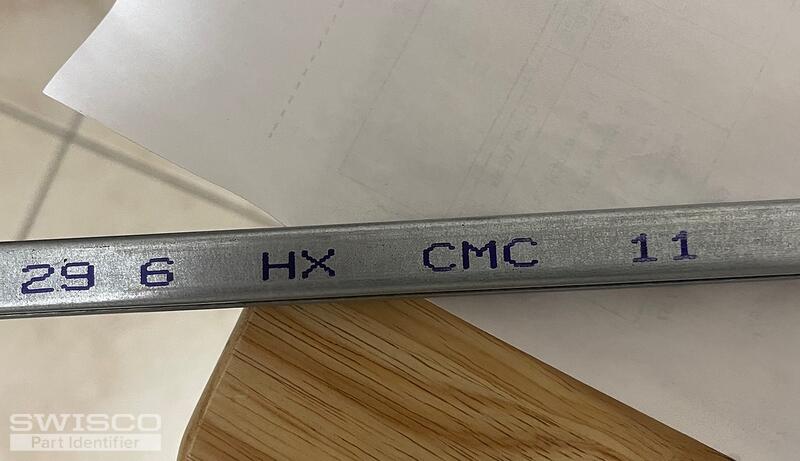 29 6 HX CMC 11
SWISCO
Part Identifier